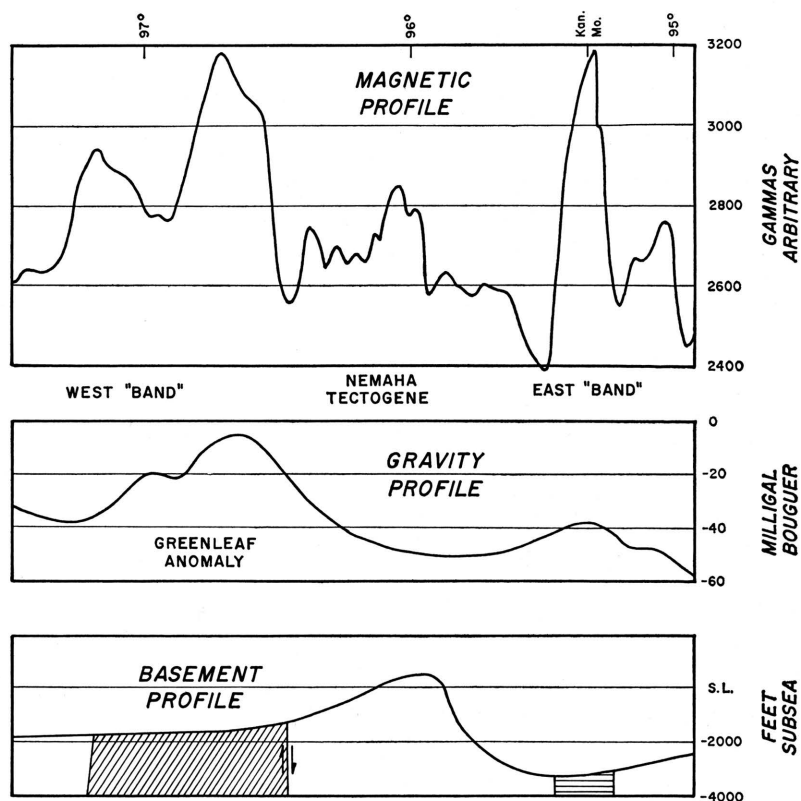 97°
96°
Kan.
Mo.
95°
MAGNETIC
PROFILE
3200
3000
2800
2600
2400
GAMMAS
ARBITRARY
WEST "BAND"
NEMAHA
TECTOGENE
EAST "BAND"
GRAVITY
PROFILE
GREENLEAF
ANOMALY
0
-20
-40
-60
MILLIGAL
BOUGUER
BASEMENT
PROFILE
S.L.
-2000
-4000
FEET
SUBSEA